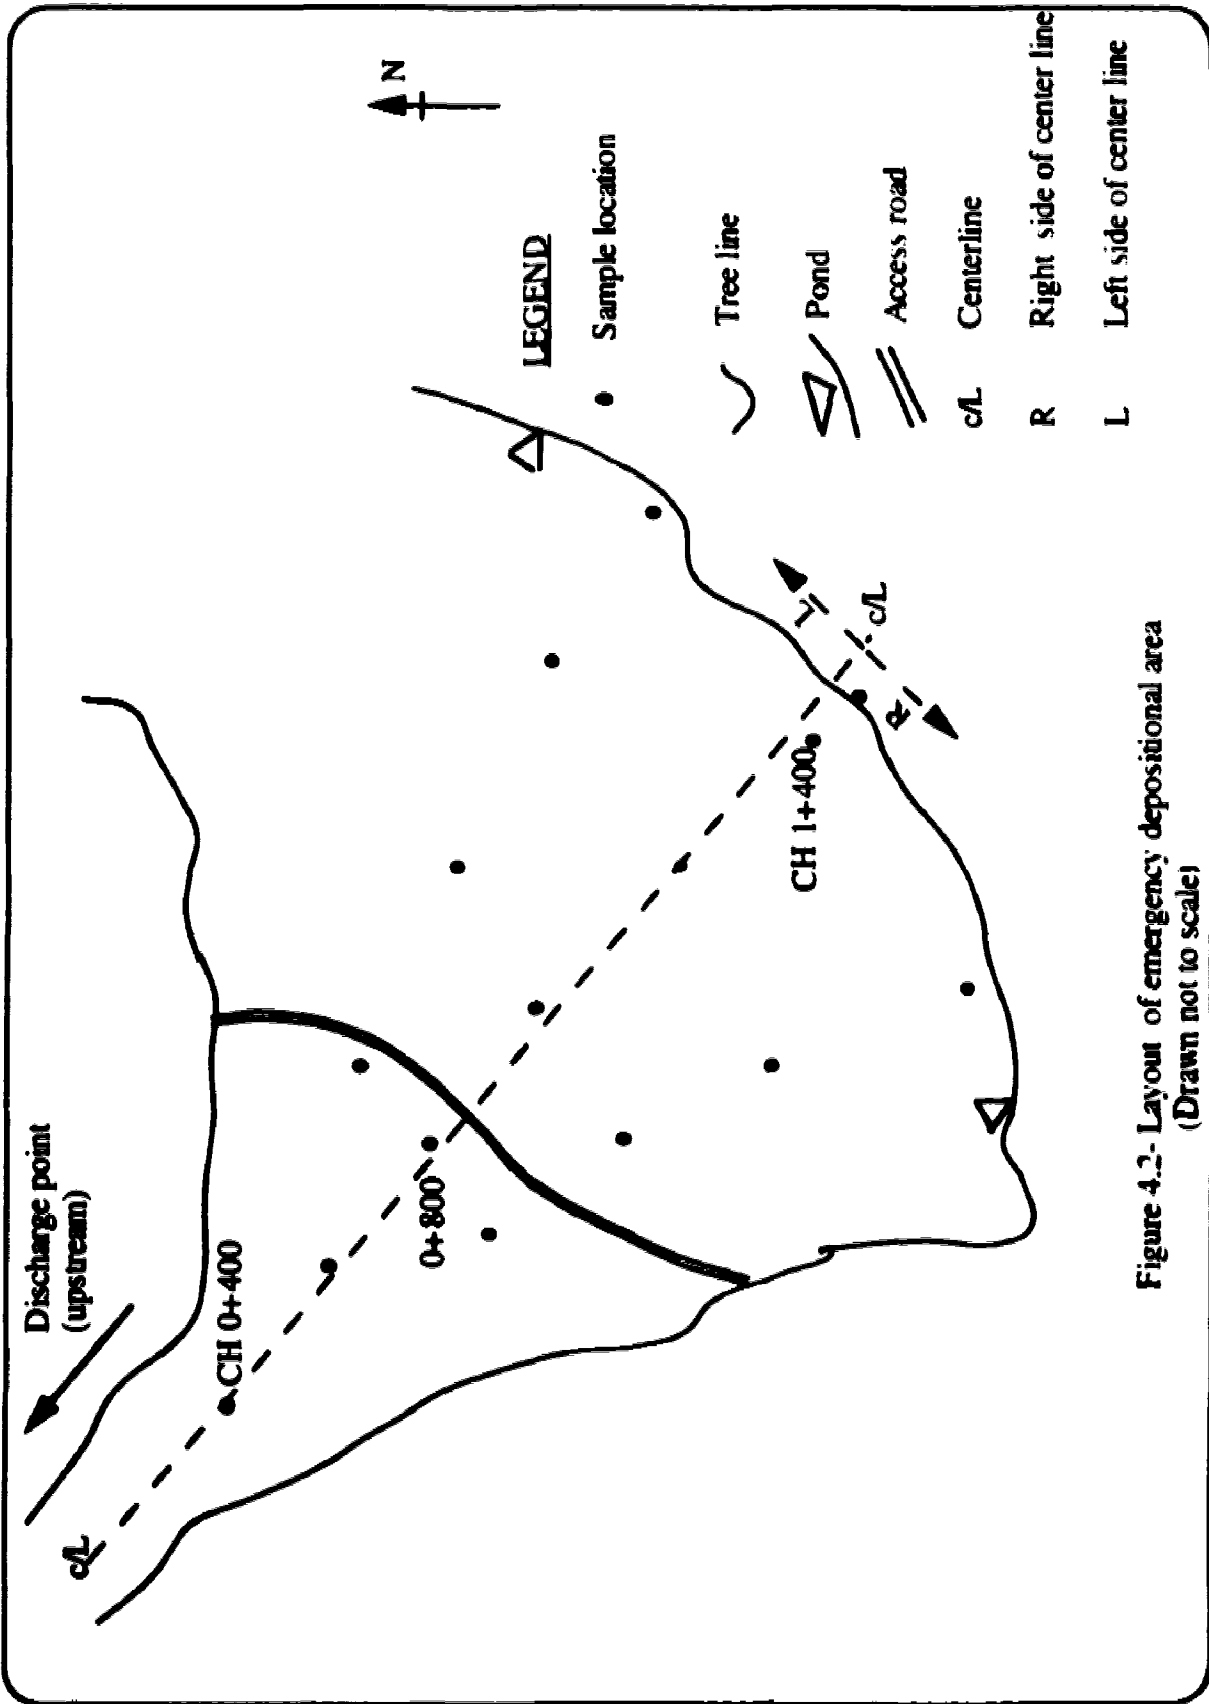 Discharge point
(upstream)
c/L
CH 0+400
0+800
CH 1+400
L
c/L
R
N
LEGEND
Sample location
Tree line
Pond
Access road
c/L Centerline
R Right side of center line
L Left side of center line
Figure 4.2- Layout of emergency depositional area
(Drawn not to scale)